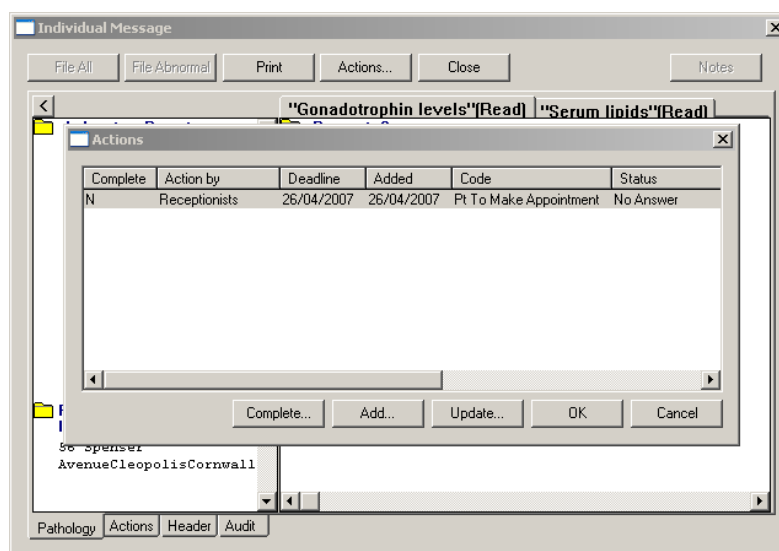 Individual Message
File All File Abnormal Print Actions... Close Notes
"Gonadotrophin levels"(Read) "Serum lipids"(Read)
Actions
Complete Action by Deadline Added Code Status
N Receptionists 26/04/2007 26/04/2007 Pt To Make Appointment No Answer
Complete... Add... Update... OK Cancel
96 Spenser
AvenueCleopolisCornwall
Pathology Actions Header Audit